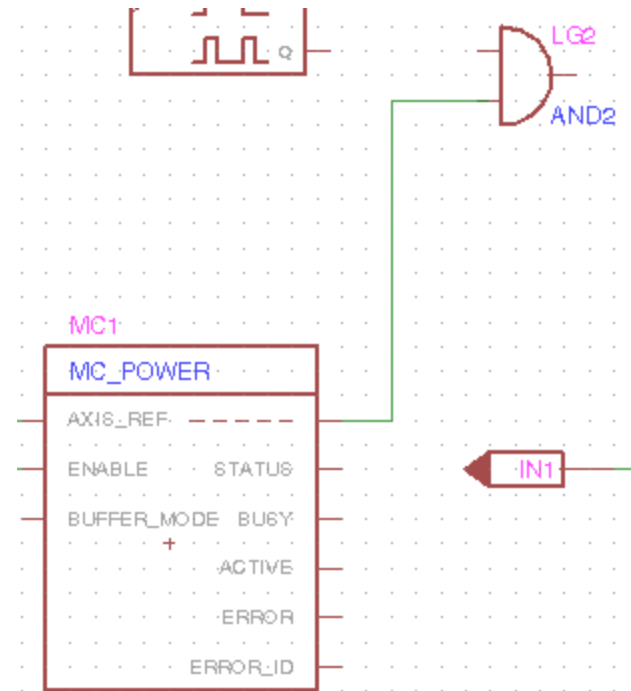 Q
LG2
AND2
MC1
MC_POWER
AXIS_REF
ENABLE STATUS
IN1
BUFFER_MODE BUSY
ACTIVE
ERROR
ERROR_ID